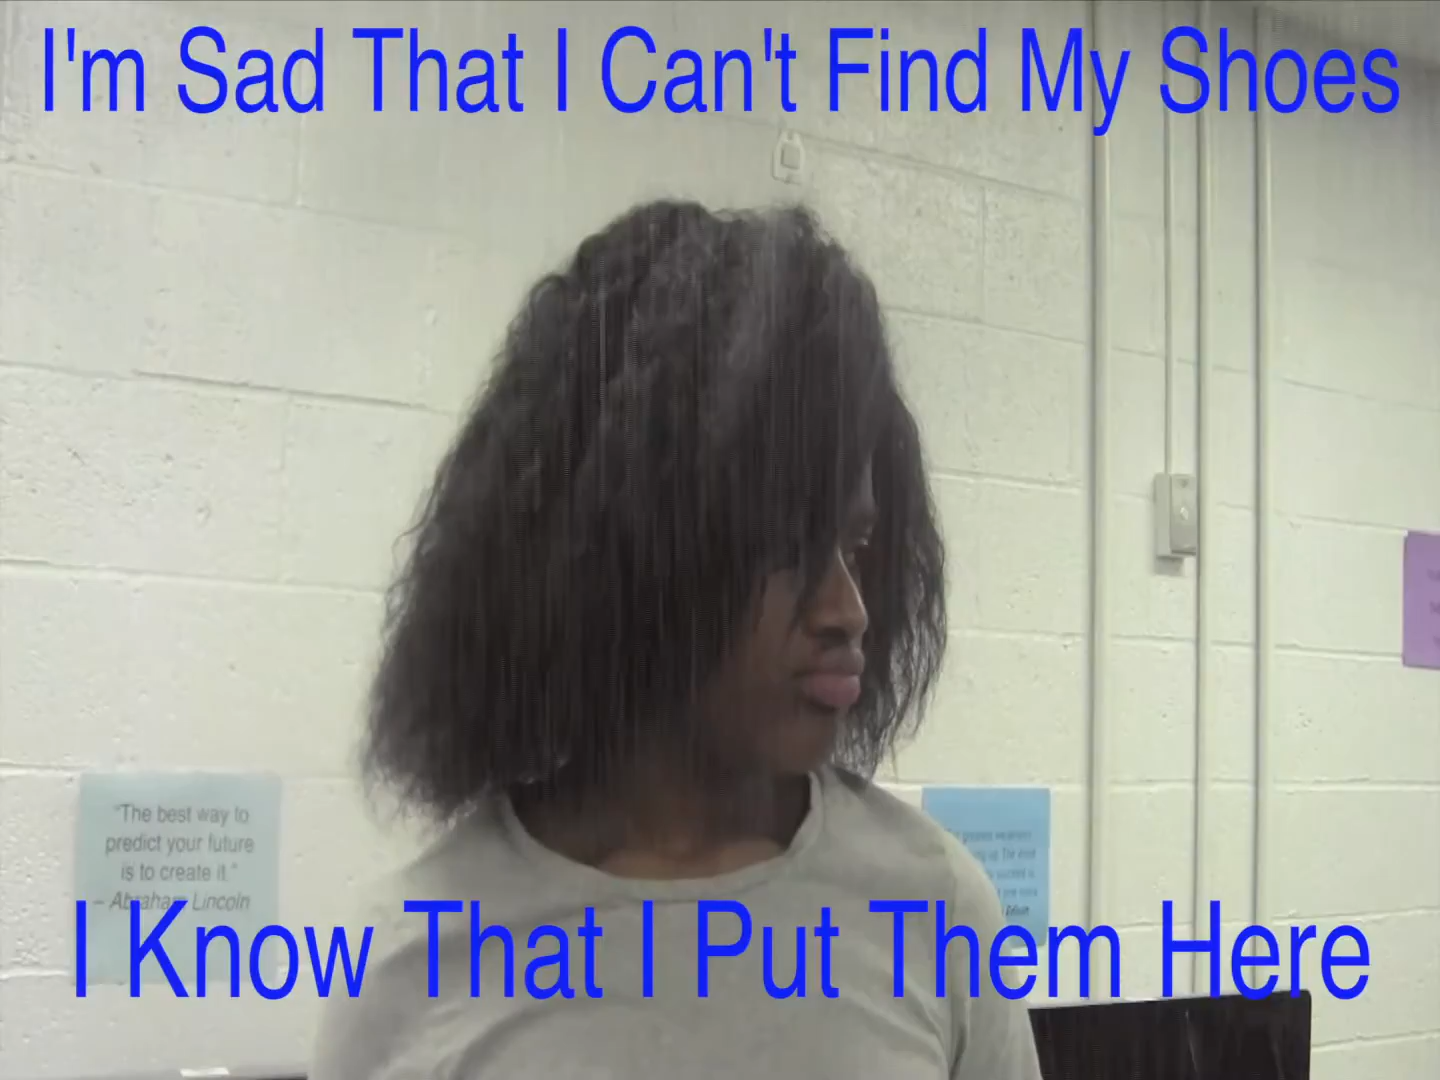 I'm Sad That I Can't Find My Shoes
"The best way to
predict your future
is to create it."
– Abraham Lincoln
I Know That I Put Them Here